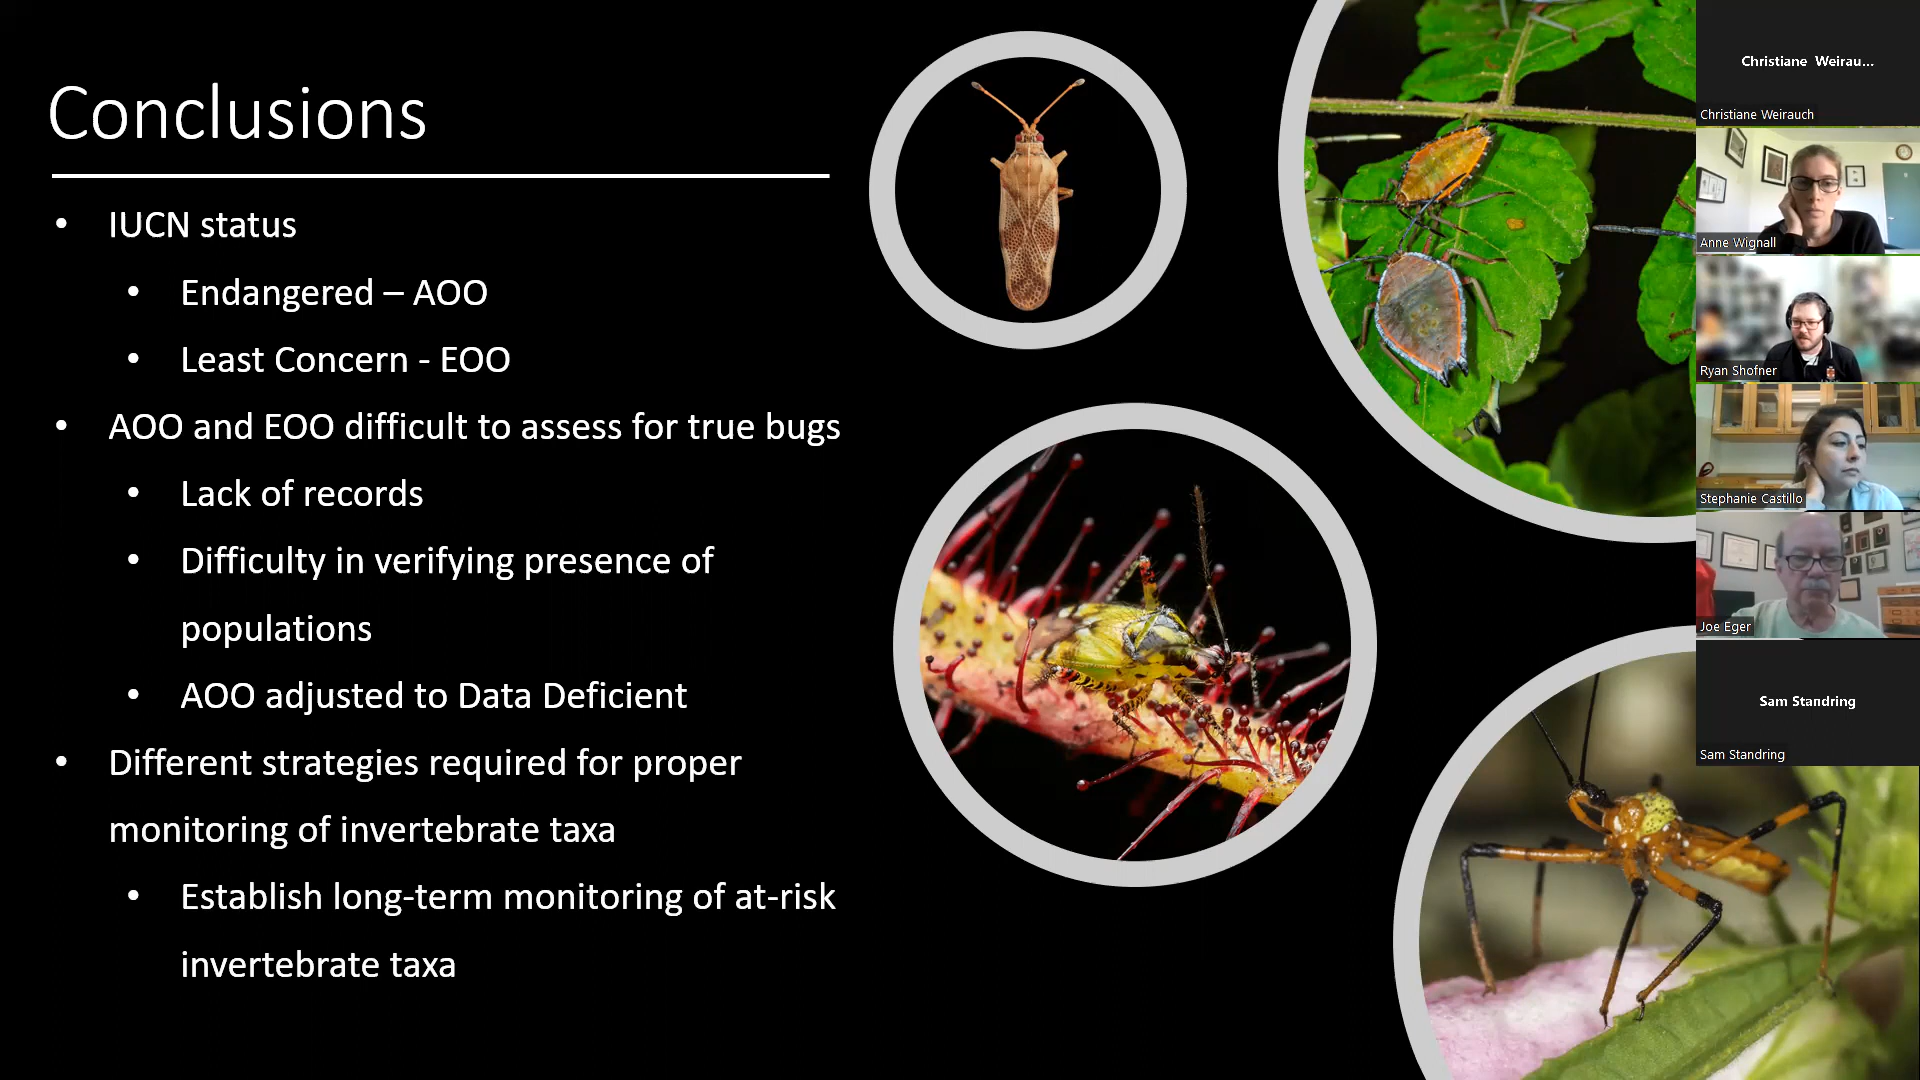 Conclusions
• IUCN status
• Endangered – AOO
• Least Concern - EOO
• AOO and EOO difficult to assess for true bugs
• Lack of records
• Difficulty in verifying presence of
populations
• AOO adjusted to Data Deficient
• Different strategies required for proper
monitoring of invertebrate taxa
• Establish long-term monitoring of at-risk
invertebrate taxa
Christiane Weirau...
Christiane Weirauch
Anne Wignall
Ryan Shofner
Stephanie Castillo
Joe Eger
Sam Standring
Sam Standring